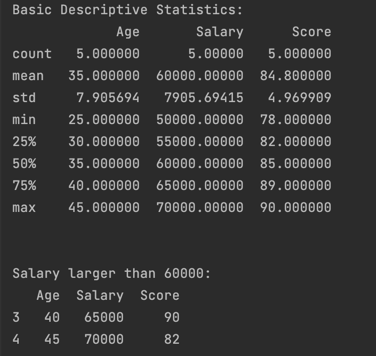 Basic Descriptive Statistics:
             Age       Salary      Score
count   5.000000      5.00000   5.000000
mean   35.000000  60000.00000  84.800000
std     7.905694   7905.69415   4.969909
min    25.000000  50000.00000  78.000000
25%    30.000000  55000.00000  82.000000
50%    35.000000  60000.00000  85.000000
75%    40.000000  65000.00000  89.000000
max    45.000000  70000.00000  90.000000
Salary larger than 60000:
   Age  Salary  Score
3   40   65000     90
4   45   70000     82